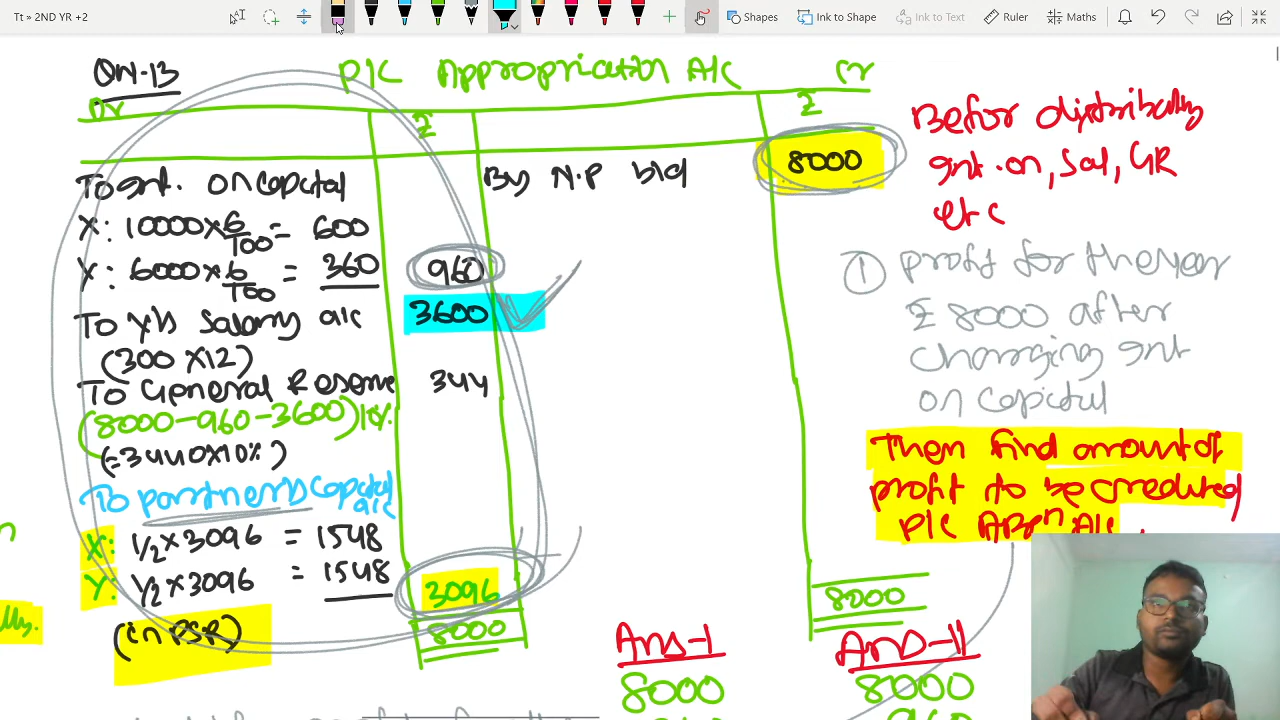 Tt » 2ND YR +2
Shapes
Ink to Shape
Ink to Text
Ruler
Maths
QN-13
P/L Appropriation A/c
Dr
Cr
₹
₹
To int. on capital
By N.P b/d
8000
X: 10000×6/100 = 600
Y: 6000×6/100 = 360
960
To Y's Salary a/c
3600
(300×12)
To General Reserve
344
(8000-960-3600)10%
(=3440×10%)
To partner's Capital a/c
X: 1/2×3096 = 1548
Y: 1/2×3096 = 1548
3096
(in PSR)
8000
8000
Befor distributing
int. on, Sal, GR
etc
① profit for the year
₹ 8000 after
charging int
on capital
Then find amount of
profit to be credited
P/L APPn A/c.
Ans-I
Ans-II
8000
8000
960
lly.